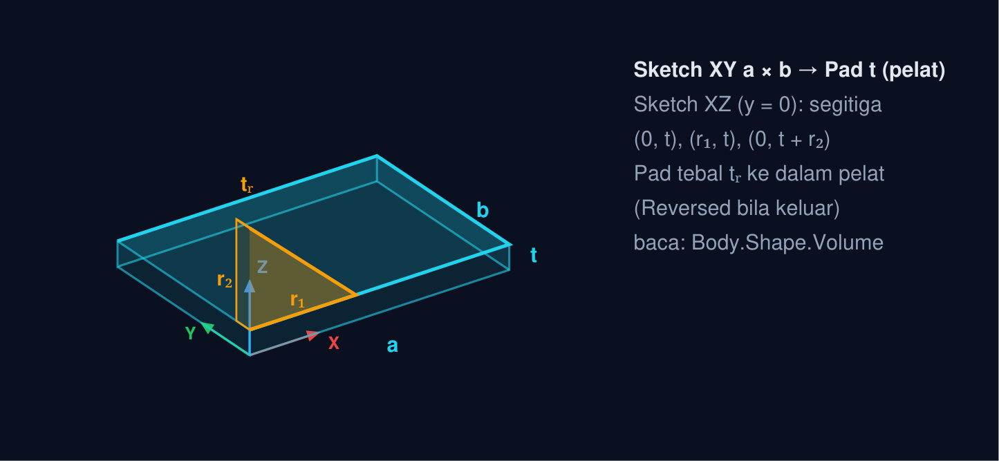 Sketch XY a × b → Pad t (pelat)
Sketch XZ (y = 0): segitiga
(0, t), (r₁, t), (0, t + r₂)
Pad tebal tᵣ ke dalam pelat
(Reversed bila keluar)
baca: Body.Shape.Volume
tᵣ
b
t
Z
r₂
r₁
Y
X
a